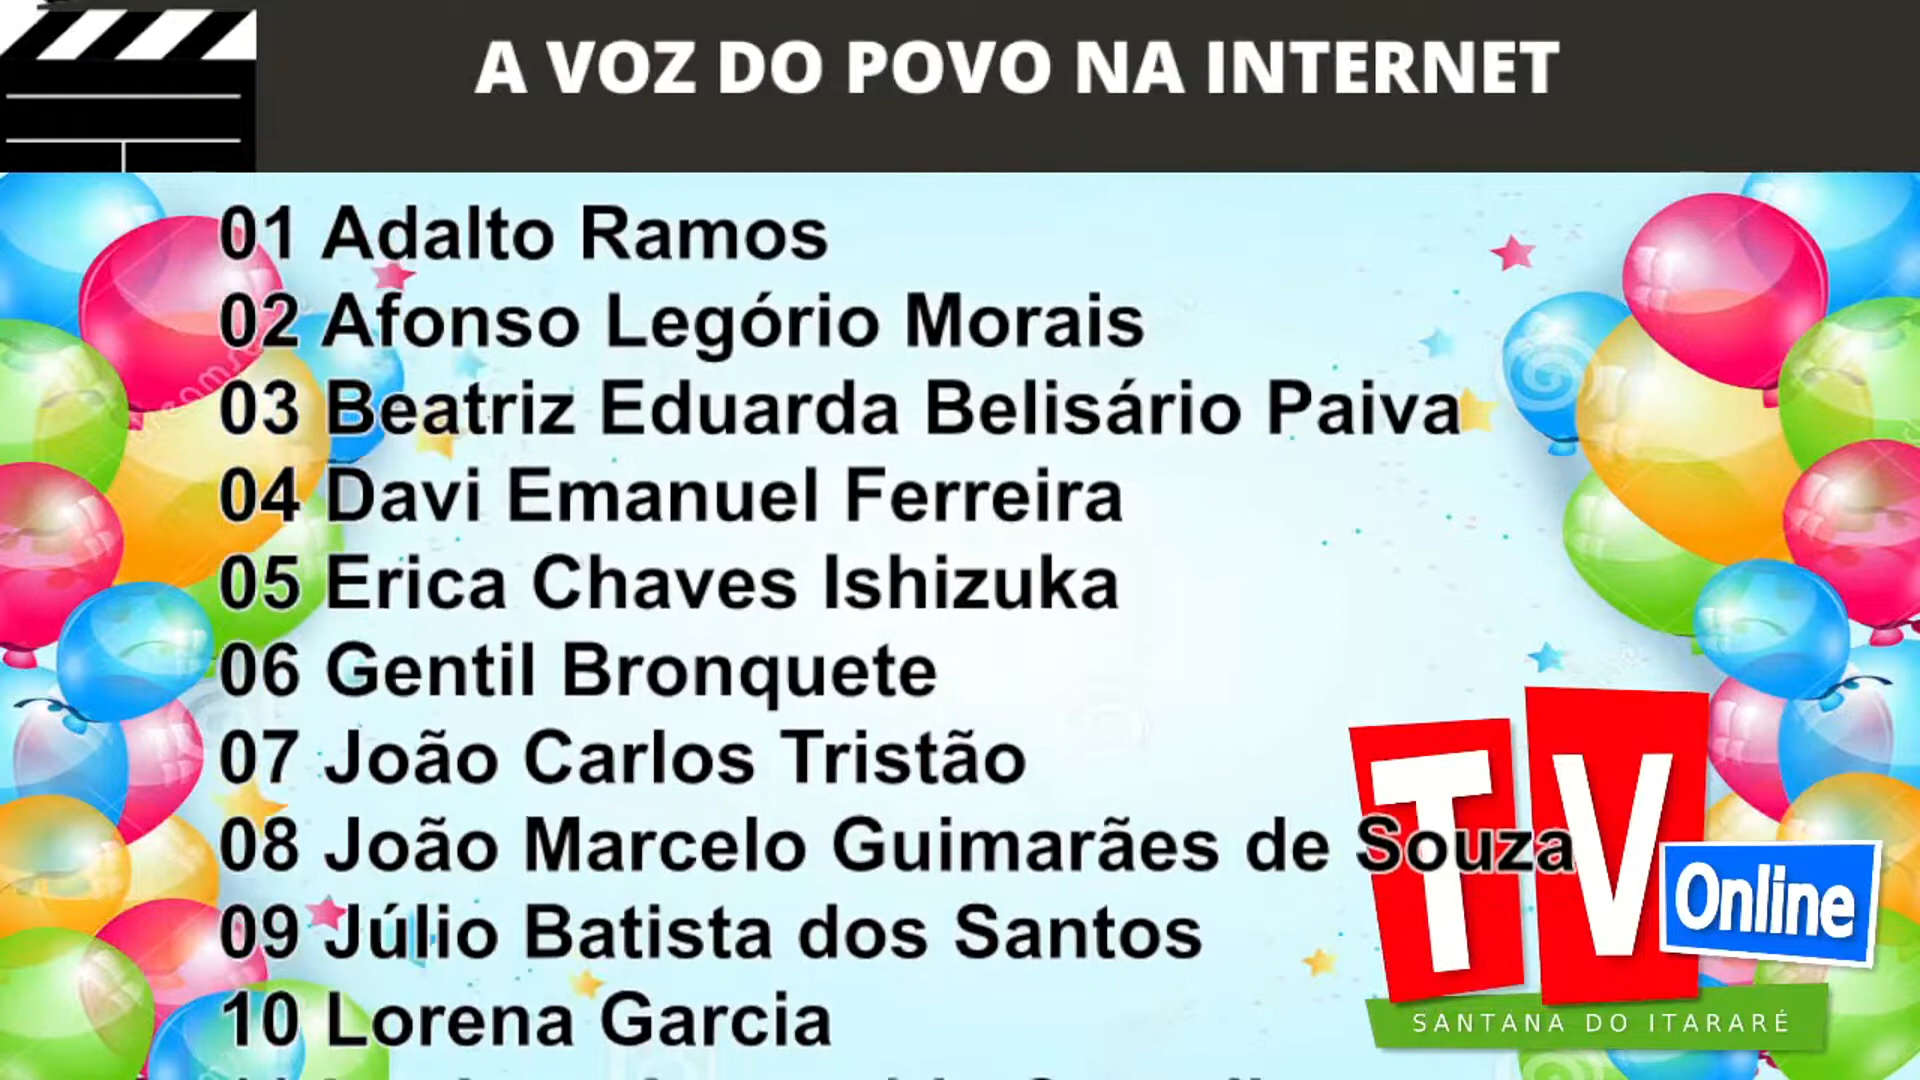 A VOZ DO POVO NA INTERNET
01 Adalto Ramos
02 Afonso Legório Morais
03 Beatriz Eduarda Belisário Paiva
04 Davi Emanuel Ferreira
05 Erica Chaves Ishizuka
06 Gentil Bronquete
07 João Carlos Tristão
08 João Marcelo Guimarães de Souza
09 Júlio Batista dos Santos
10 Lorena Garcia
TV
Online
SANTANA DO ITARARÉ